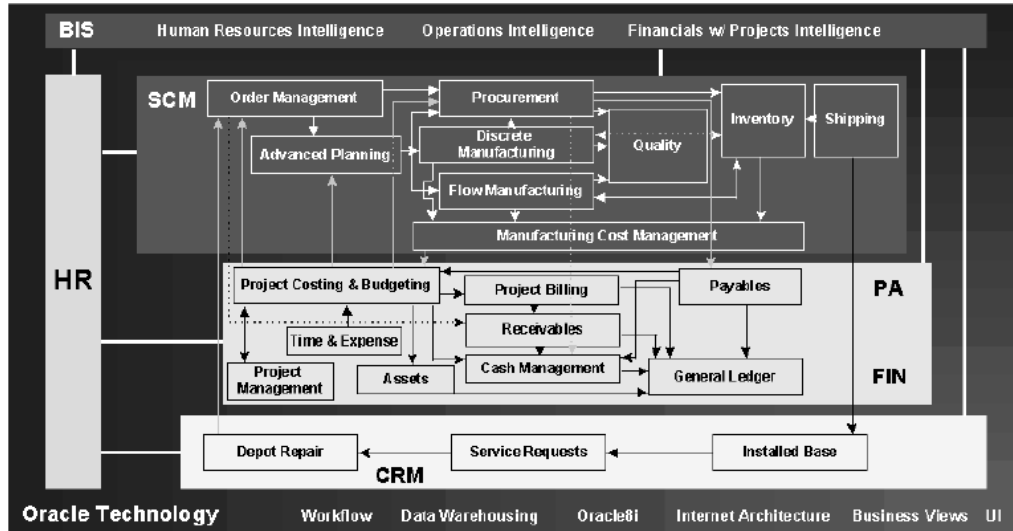 BIS Human Resources Intelligence Operations Intelligence Financials w/ Projects Intelligence
SCM
Order Management
Procurement
Inventory
Shipping
Advanced Planning
Discrete
Manufacturing
Quality
Flow Manufacturing
Manufacturing Cost Management
HR
Project Costing & Budgeting
Project Billing
Payables
PA
Time & Expense
Receivables
Project
Management
Assets
Cash Management
General Ledger
FIN
Depot Repair
Service Requests
Installed Base
CRM
Oracle Technology Workflow Data Warehousing Oracle8i Internet Architecture Business Views UI